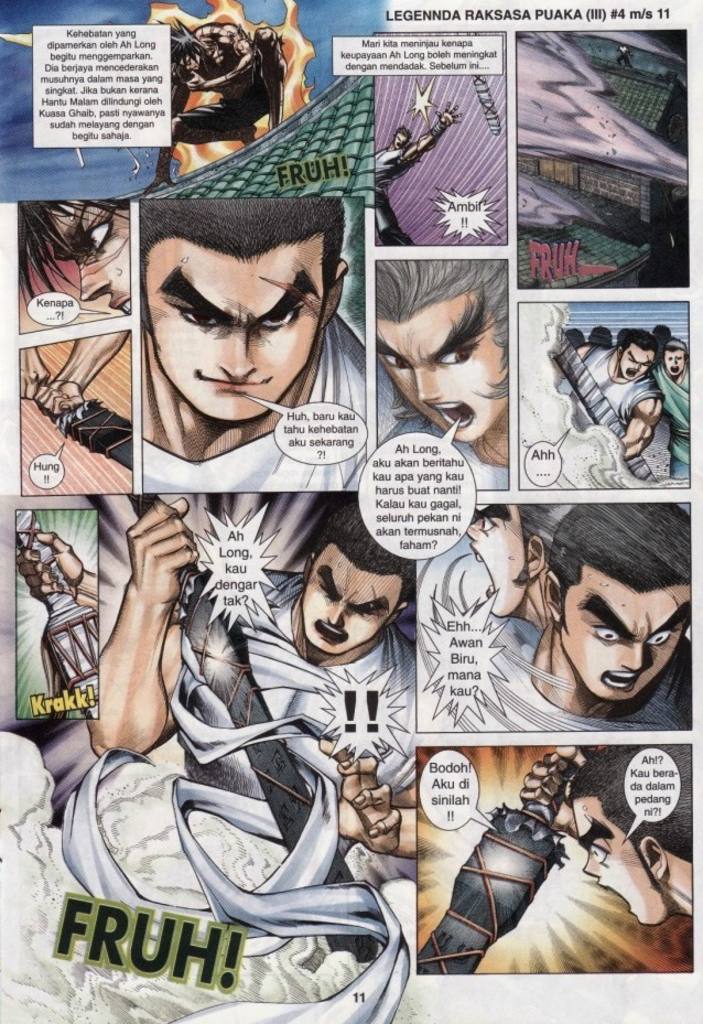 LEGENNDA RAKSASA PUAKA (III) #4 m/s 11
Kehebatan yang
dipamerkan oleh Ah Long
begitu menggemparkan.
Dia berjaya mencederakan
musuhnya dalam masa yang
singkat. Jika bukan kerana
Hantu Malam dilindungi oleh
Kuasa Ghaib, pasti nyawanya
sudah melayang dengan
begitu sahaja.
FRUH!
Mari kita meninjau kenapa
keupayaan Ah Long boleh meningkat
dengan mendadak. Sebelum ini....
Ambil
!!
FRUH
Kenapa
...?!
Hung
!!
Huh, baru kau
tahu kehebatan
aku sekarang
?!
Ah Long,
aku akan beritahu
kau apa yang kau
harus buat nanti!
Kalau kau gagal,
seluruh pekan ni
akan termusnah,
faham?
Ahh
....
Krakk!
Ah
Long,
kau
dengar
tak?
!!
FRUH!
Ehh...
Awan
Biru,
mana
kau?
Bodoh!
Aku di
sinilah
!!
Ah!?
Kau bera-
da dalam
pedang
ni?!
11